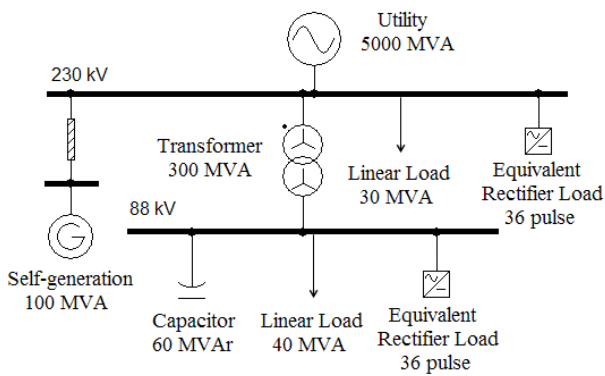 Utility
5000 MVA
230 kV
Transformer
300 MVA
Linear Load
30 MVA
Equivalent
Rectifier Load
36 pulse
88 kV
G
Self-generation
100 MVA
Capacitor
60 MVAr
Linear Load
40 MVA
Equivalent
Rectifier Load
36 pulse